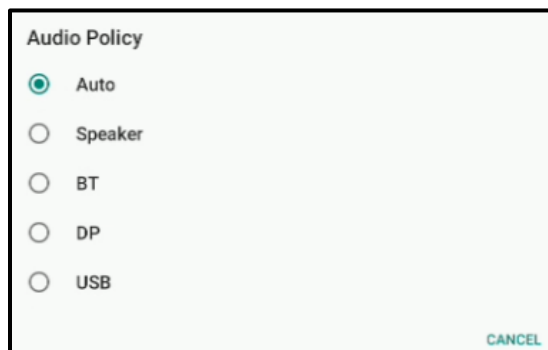 Audio Policy
Auto
Speaker
BT
DP
USB
CANCEL